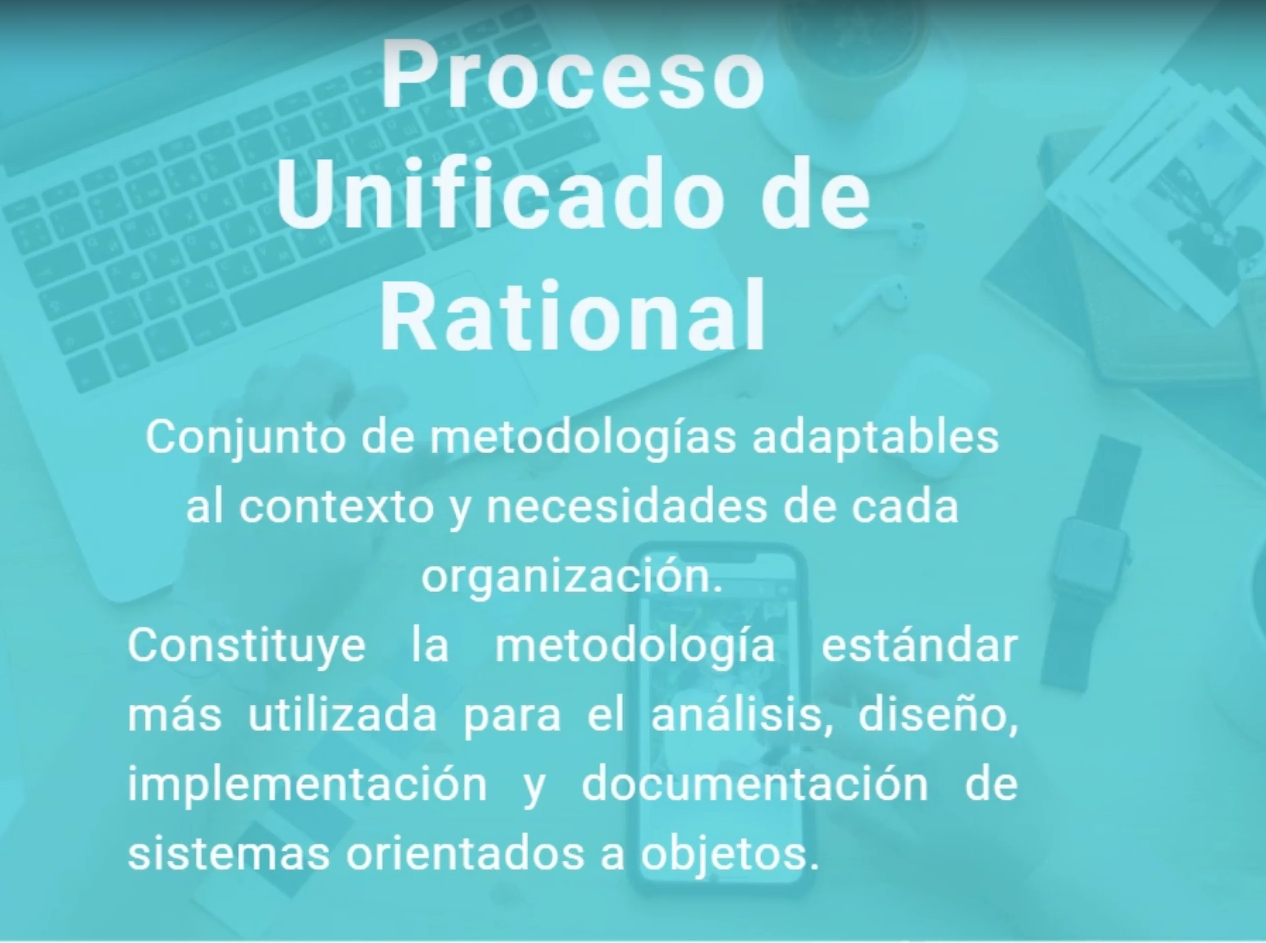 Proceso
Unificado de
Rational
Conjunto de metodologías adaptables
al contexto y necesidades de cada
organización.
Constituye la metodología estándar
más utilizada para el análisis, diseño,
implementación y documentación de
sistemas orientados a objetos.